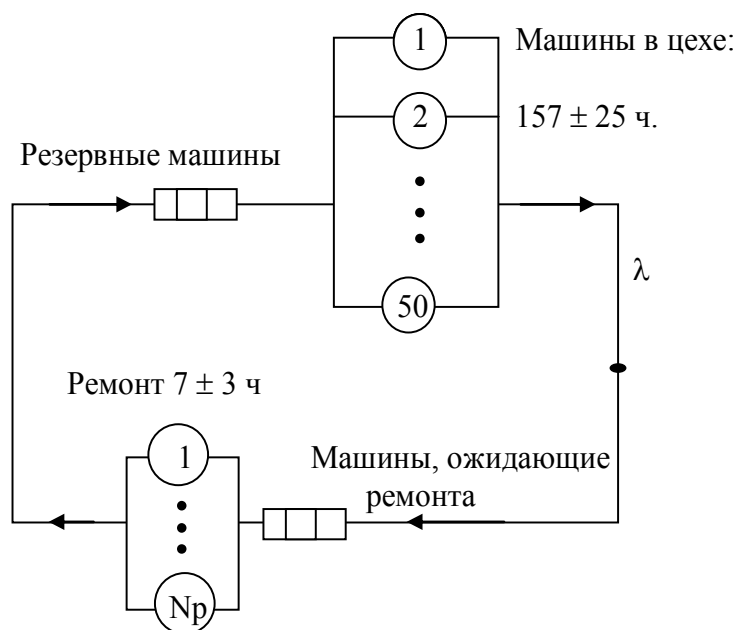 1
Машины в цехе:
2
157 ± 25 ч.
Резервные машины
λ
50
Ремонт 7 ± 3 ч
1
Машины, ожидающие
ремонта
Np